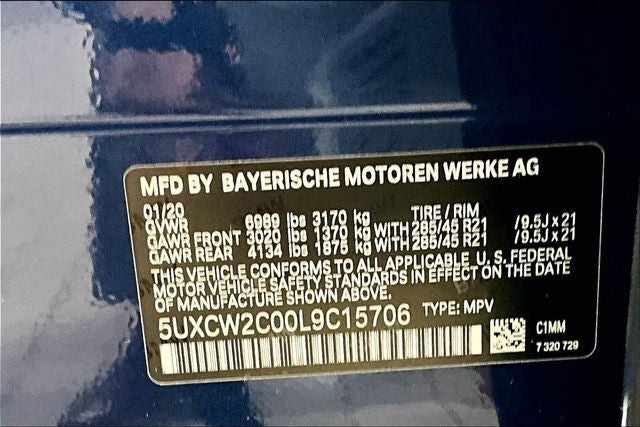 MFD BY BAYERISCHE MOTOREN WERKE AG
01/20 TIRE / RIM
GVWR 6989 lbs 3170 kg
GAWR FRONT 3020 lbs 1370 kg WITH 285/45 R21 /9.5J x 21
GAWR REAR 4134 lbs 1875 kg WITH 285/45 R21 /9.5J x 21
THIS VEHICLE CONFORMS TO ALL APPLICABLE U. S. FEDERAL
MOTOR VEHICLE SAFETY STANDARDS IN EFFECT ON THE DATE
OF MANUFACTURE SHOWN ABOVE.
5UXCW2C00L9C15706 TYPE: MPV
C1MM
7 320 729